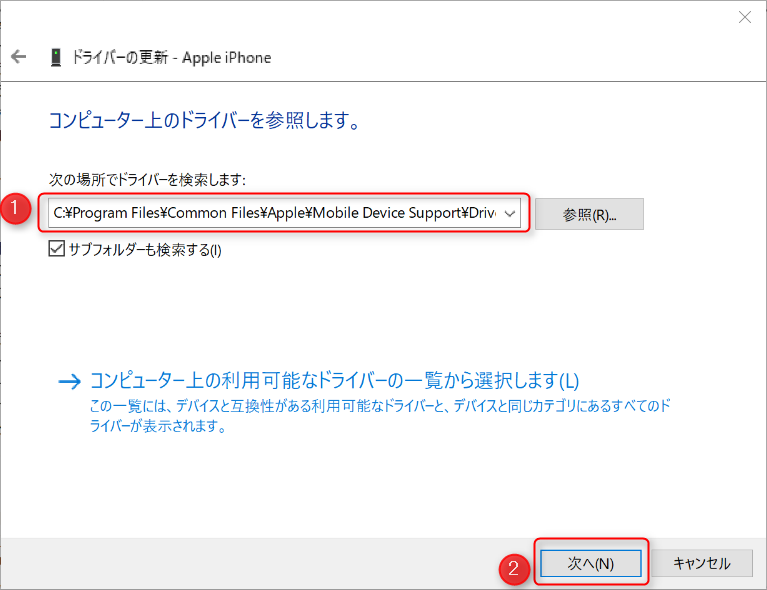 ドライバーの更新 - Apple iPhone
コンピューター上のドライバーを参照します。
次の場所でドライバーを検索します:
1
C:¥Program Files¥Common Files¥Apple¥Mobile Device Support¥Driv
参照(R)...
サブフォルダーも検索する(I)
コンピューター上の利用可能なドライバーの一覧から選択します(L)
この一覧には、デバイスと互換性がある利用可能なドライバーと、デバイスと同じカテゴリにあるすべてのド
ライバーが表示されます。
2
次へ(N)
キャンセル